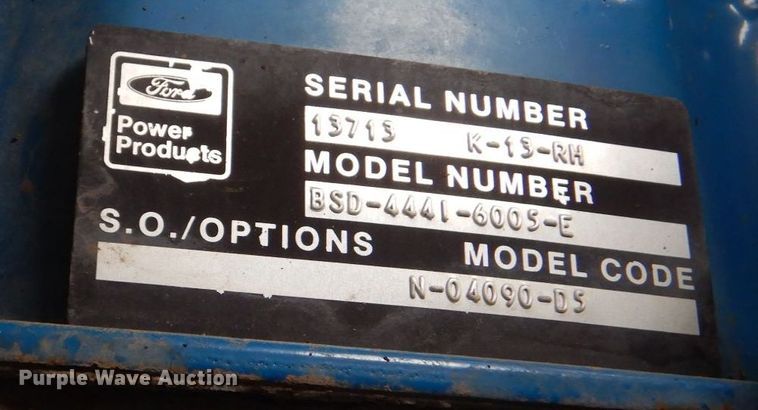 Ford
Power
Products
SERIAL NUMBER
13713 K-13-RH
MODEL NUMBER
BSD-444I-6005-E
S.O./OPTIONS MODEL CODE
N-04090-D5
Purple Wave Auction